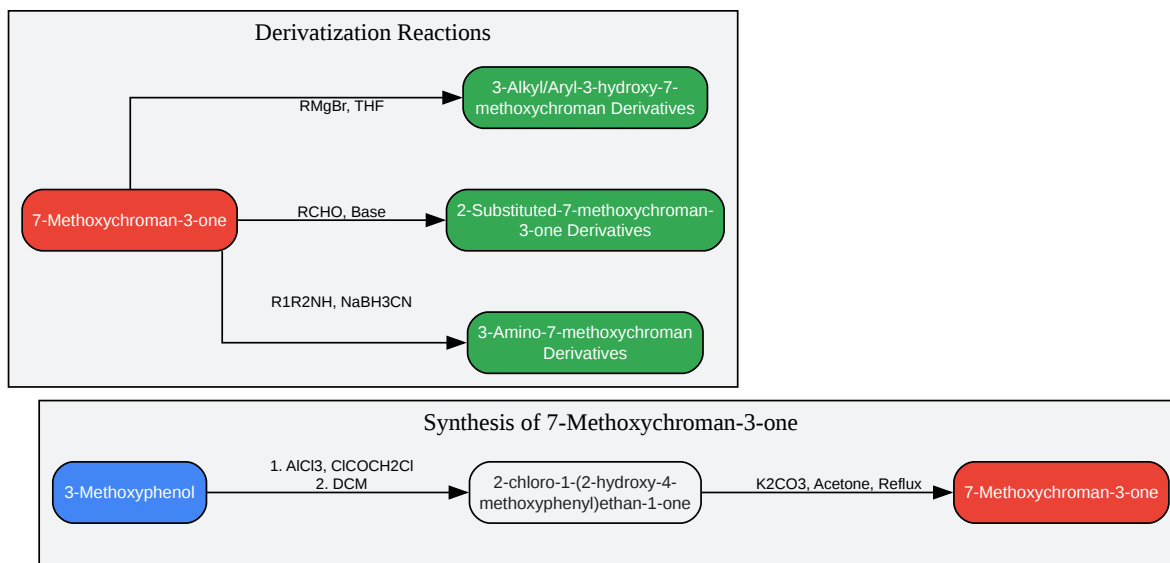 Derivatization Reactions
3-Alkyl/Aryl-3-hydroxy-7-
methoxychroman Derivatives
RMgBr, THF
7-Methoxychroman-3-one
RCHO, Base
2-Substituted-7-methoxychroman-
3-one Derivatives
R1R2NH, NaBH3CN
3-Amino-7-methoxychroman
Derivatives
Synthesis of 7-Methoxychroman-3-one
3-Methoxyphenol
1. AlCl3, ClCOCH2Cl
2. DCM
2-chloro-1-(2-hydroxy-4-
methoxyphenyl)ethan-1-one
K2CO3, Acetone, Reflux
7-Methoxychroman-3-one